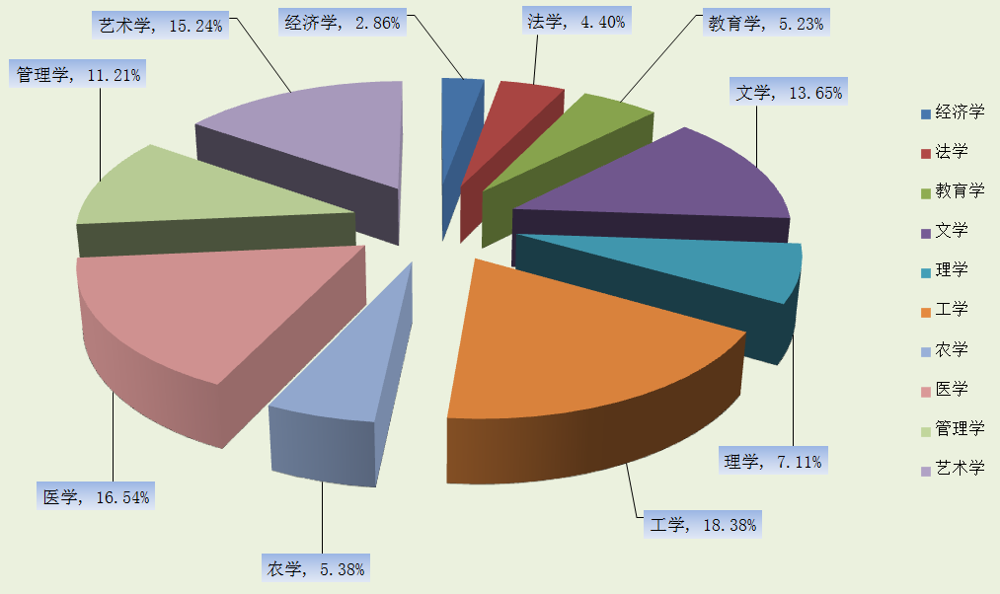 艺术学, 15.24%
经济学, 2.86%
法学, 4.40%
教育学, 5.23%
管理学, 11.21%
文学, 13.65%
理学, 7.11%
医学, 16.54%
工学, 18.38%
农学, 5.38%
经济学
法学
教育学
文学
理学
工学
农学
医学
管理学
艺术学